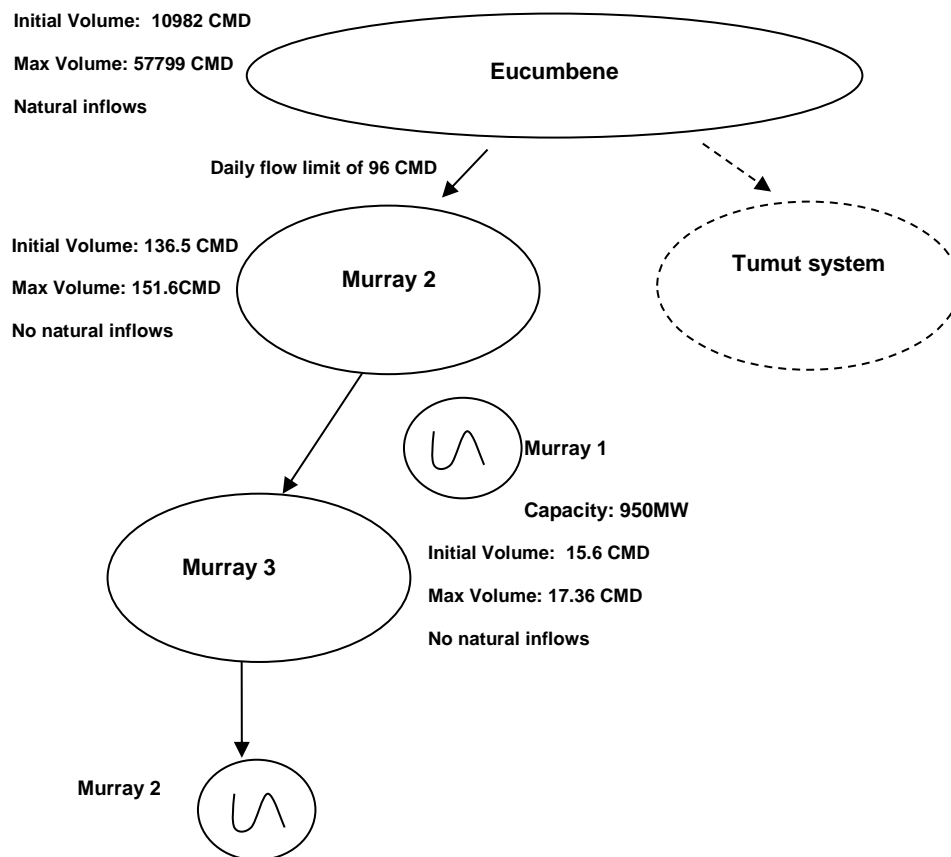 Initial Volume: 10982 CMD
Max Volume: 57799 CMD
Natural inflows
Eucumbene
Daily flow limit of 96 CMD
Initial Volume: 136.5 CMD
Max Volume: 151.6CMD
No natural inflows
Murray 2
Tumut system
Murray 1
Capacity: 950MW
Murray 3
Initial Volume: 15.6 CMD
Max Volume: 17.36 CMD
No natural inflows
Murray 2